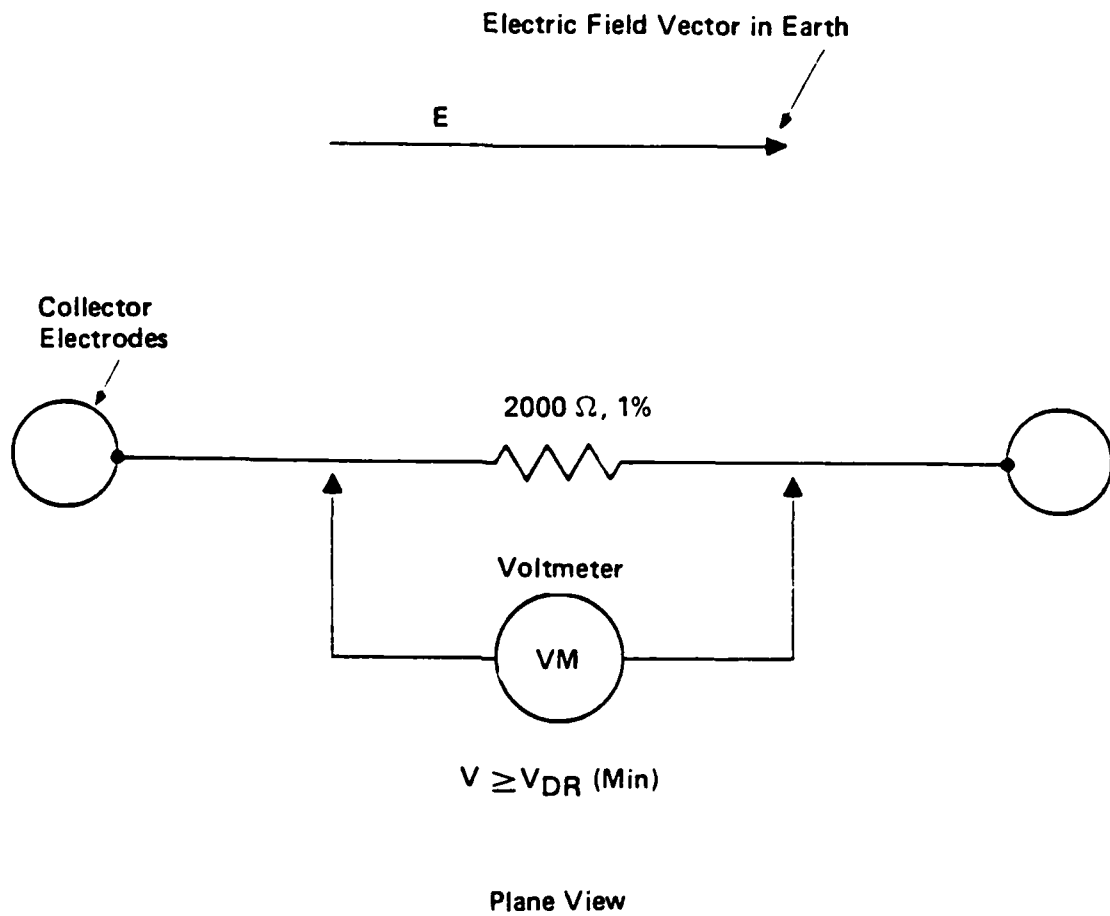 Electric Field Vector in Earth
E
Collector
Electrodes
2000 Ω, 1%
Voltmeter
VM
V ≥ VDR (Min)
Plane View